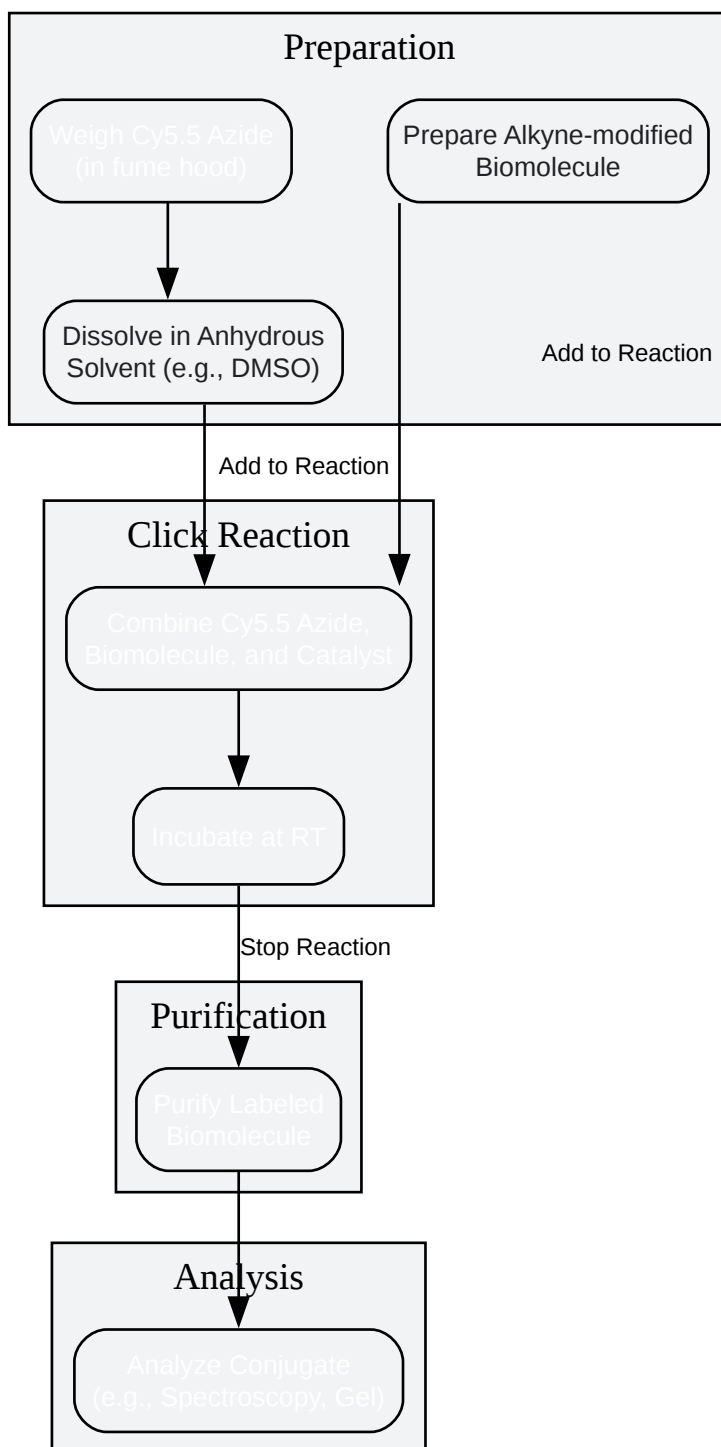 Preparation
Weigh Cy5.5 Azide
(in fume hood)
Prepare Alkyne-modified
Biomolecule
Dissolve in Anhydrous
Solvent (e.g., DMSO)
Add to Reaction
Add to Reaction
Click Reaction
Combine Cy5.5 Azide,
Biomolecule, and Catalyst
Incubate at RT
Stop Reaction
Purification
Purify Labeled
Biomolecule
Analysis
Analyze Conjugate
(e.g., Spectroscopy, Gel)